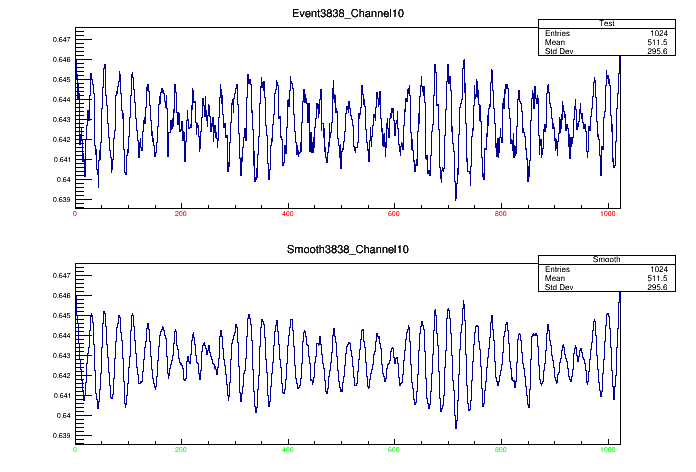 Event3838_Channel10
Test
Entries 1024
Mean 511.5
Std Dev 295.6
0.647
0.646
0.645
0.644
0.643
0.642
0.641
0.64
0.639
0 200 400 600 800 1000
Smooth3838_Channel10
Smooth
Entries 1024
Mean 511.5
Std Dev 295.6
0.647
0.646
0.645
0.644
0.643
0.642
0.641
0.64
0.639
0 200 400 600 800 1000